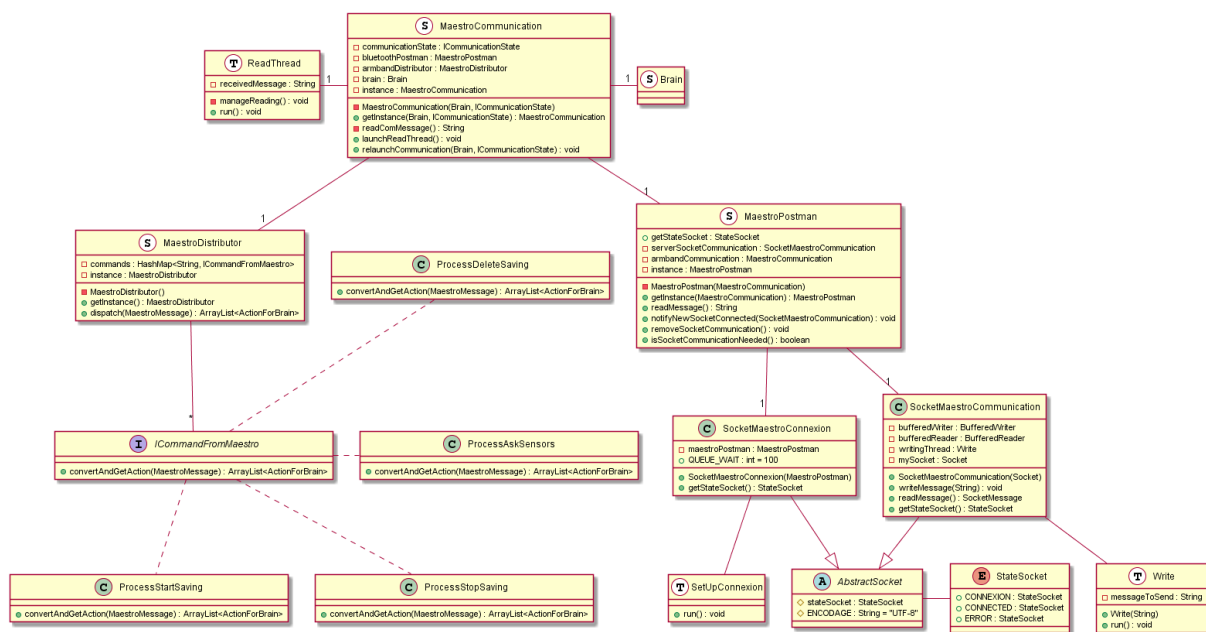 S MaestroCommunication
communicationState : ICommunicationState
bluetoothPostman : MaestroPostman
armbandDistributor : MaestroDistributor
brain : Brain
instance : MaestroCommunication
MaestroCommunication(Brain, ICommunicationState)
getInstance(Brain, ICommunicationState) : MaestroCommunication
readComMessage() : String
launchReadThread() : void
relaunchCommunication(Brain, ICommunicationState) : void
T ReadThread
receivedMessage : String
manageReading() : void
run() : void
1
1
S Brain
1
1
S MaestroDistributor
commands : HashMap<String, ICommandFromMaestro>
instance : MaestroDistributor
MaestroDistributor()
getInstance() : MaestroDistributor
dispatch(MaestroMessage) : ArrayList<ActionForBrain>
C ProcessDeleteSaving
convertAndGetAction(MaestroMessage) : ArrayList<ActionForBrain>
S MaestroPostman
getStateSocket : StateSocket
serverSocketCommunication : SocketMaestroCommunication
armbandCommunication : MaestroCommunication
instance : MaestroPostman
MaestroPostman(MaestroCommunication)
getInstance(MaestroCommunication) : MaestroPostman
readMessage() : String
notifyNewSocketConnected(SocketMaestroCommunication) : void
removeSocketCommunication() : void
isSocketCommunicationNeeded() : boolean
*
1
1
I ICommandFromMaestro
convertAndGetAction(MaestroMessage) : ArrayList<ActionForBrain>
C ProcessAskSensors
convertAndGetAction(MaestroMessage) : ArrayList<ActionForBrain>
C SocketMaestroConnexion
maestroPostman : MaestroPostman
QUEUE_WAIT : int = 100
SocketMaestroConnexion(MaestroPostman)
getStateSocket() : StateSocket
C SocketMaestroCommunication
bufferedWriter : BufferedWriter
bufferedReader : BufferedReader
writingThread : Write
mySocket : Socket
SocketMaestroCommunication(Socket)
writeMessage(String) : void
readMessage() : SocketMessage
getStateSocket() : StateSocket
C ProcessStartSaving
convertAndGetAction(MaestroMessage) : ArrayList<ActionForBrain>
C ProcessStopSaving
convertAndGetAction(MaestroMessage) : ArrayList<ActionForBrain>
T SetUpConnexion
run() : void
A AbstractSocket
stateSocket : StateSocket
ENCODAGE : String = "UTF-8"
E StateSocket
CONNEXION : StateSocket
CONNECTED : StateSocket
ERROR : StateSocket
T Write
messageToSend : String
Write(String)
run() : void